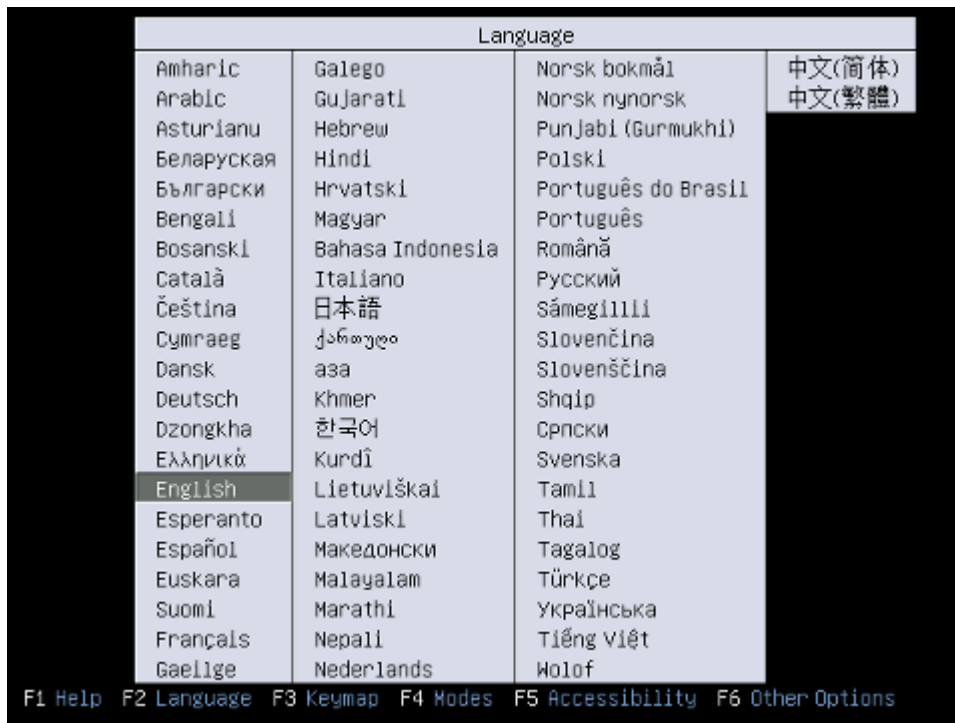 Language
Amharic
Arabic
Asturianu
Беларуская
Български
Bengali
Bosanski
Català
Čeština
Cymraeg
Dansk
Deutsch
Dzongkha
Ελληνικά
English
Esperanto
Español
Euskara
Suomi
Français
Gaeilge
Galego
Gujarati
Hebrew
Hindi
Hrvatski
Magyar
Bahasa Indonesia
Italiano
日本語
ქართული
аза
Khmer
한국어
Kurdî
Lietuviškai
Latviski
Македонски
Malayalam
Marathi
Nepali
Nederlands
Norsk bokmål
Norsk nynorsk
Punjabi (Gurmukhi)
Polski
Português do Brasil
Português
Română
Русский
Sámegillii
Slovenčina
Slovenščina
Shqip
Српски
Svenska
Tamil
Thai
Tagalog
Türkçe
Українська
Tiếng Việt
Wolof
中文(简体)
中文(繁體)
F1 Help F2 Language F3 Keymap F4 Modes F5 Accessibility F6 Other Options